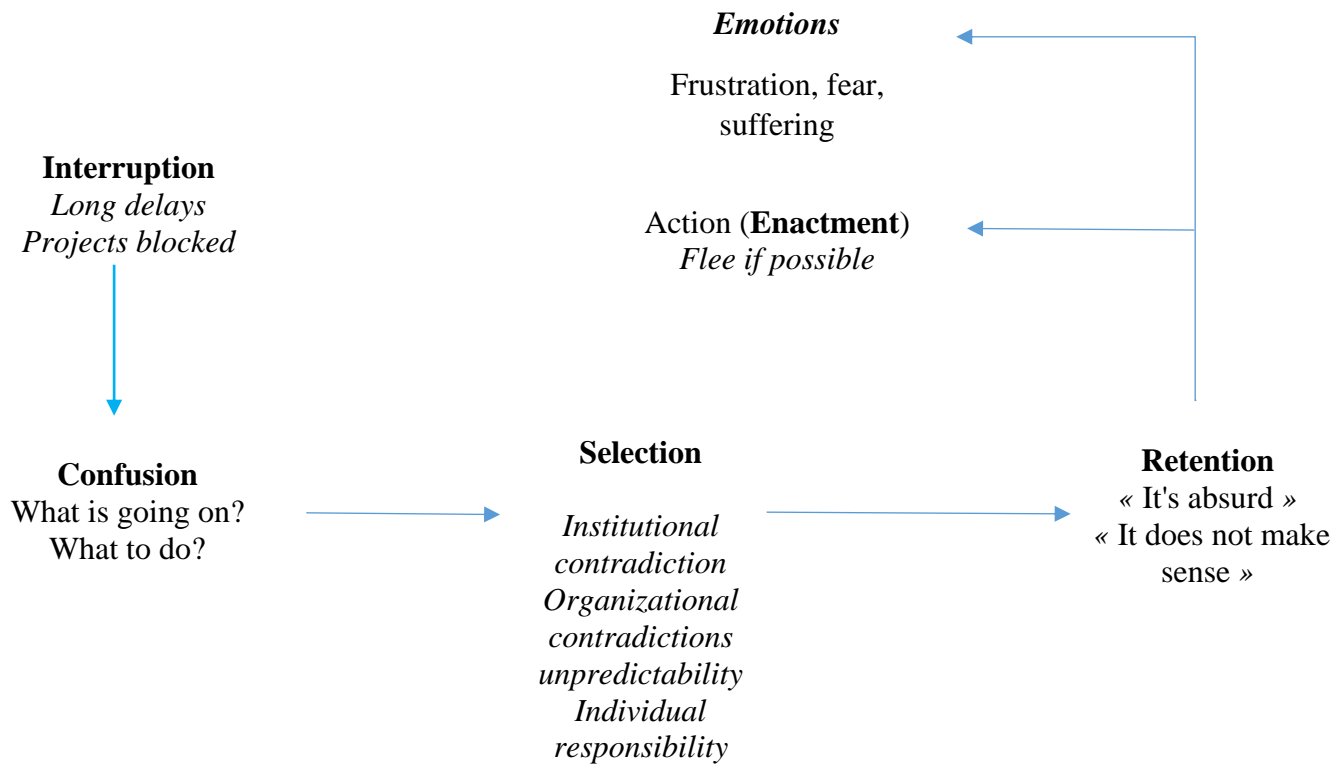 Emotions
Frustration, fear,
suffering
Interruption
Long delays
Projects blocked
Action (Enactment)
Flee if possible
Confusion
What is going on?
What to do?
Selection
Institutional
contradiction
Organizational
contradictions
unpredictability
Individual
responsibility
Retention
« It's absurd »
« It does not make
sense »